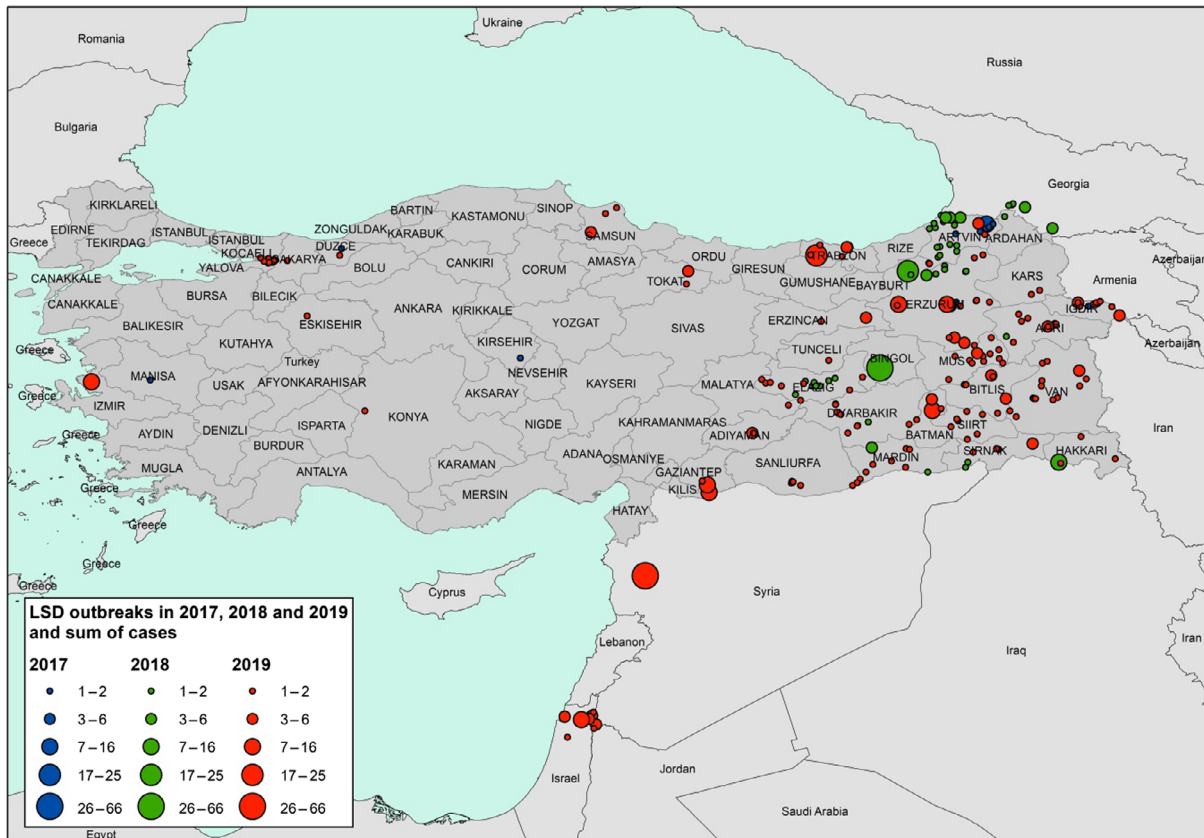 Ukraine
Romania
Russia
Bulgaria
Georgia
KIRKLARELI
EDIRNE
TEKIRDAG
ISTANBUL
ISTANBUL
KOCAELI
SAKARYA
YALOVA
ZONGULDAK
DUZCE
BARTIN
KARABUK
KASTAMONU
SINOP
SAMSUN
Greece
BOLU
CANKIRI
CORUM
AMASYA
ORDU
TOKAT
GIRESUN
TRABZON
RIZE
ARTVIN
ARDAHAN
Azerbaijan
Armenia
GUMUSHANE
BAYBURT
KARS
CANAKKALE
CANAKKALE
BURSA
BILECIK
ESKISEHIR
ANKARA
KIRIKKALE
YOZGAT
SIVAS
ERZINCAN
ERZURUM
IGDIR
AGRI
Azerbaijan
BALIKESIR
KUTAHYA
KIRSEHIR
Greece
Turkey
TUNCELI
BINGOL
MUS
MANISA
USAK
AFYONKARAHISAR
NEVSEHIR
KAYSERI
MALATYA
ELAZIG
BITLIS
VAN
Greece
IZMIR
AKSARAY
KONYA
NIGDE
KAHRAMANMARAS
DIYARBAKIR
Iran
Greece
AYDIN
DENIZLI
ISPARTA
ADIYAMAN
BATMAN
SIIRT
BURDUR
ADANA
OSMANIYE
GAZIANTEP
SANLIURFA
MARDIN
SIRNAK
HAKKARI
MUGLA
ANTALYA
KARAMAN
MERSIN
KILIS
Greece
HATAY
Greece
Greece
Greece
Cyprus
Syria
Lebanon
Iraq
Iran
Israel
Jordan
Saudi Arabia
Egypt
LSD outbreaks in 2017, 2018 and 2019
and sum of cases
2017 2018 2019
1–2 1–2 1–2
3–6 3–6 3–6
7–16 7–16 7–16
17–25 17–25 17–25
26–66 26–66 26–66